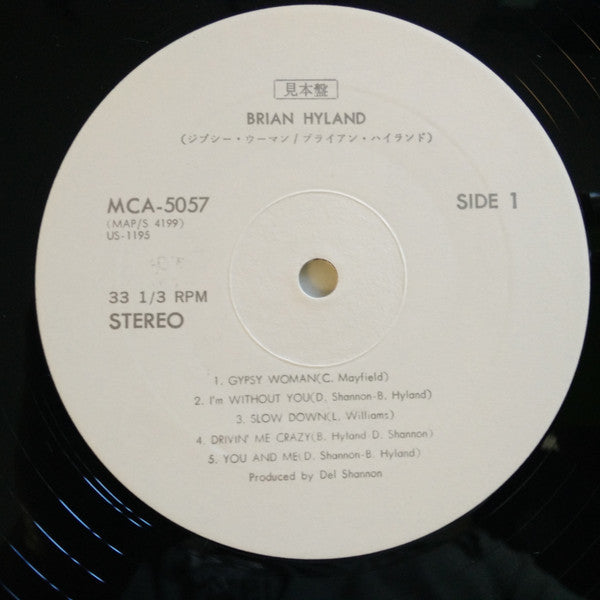 見本盤
BRIAN HYLAND
(ジプシー・ウーマン/ブライアン・ハイランド)
MCA-5057
SIDE 1
(MAP/S 4199)
US-1195
33 1/3 RPM
STEREO
1. GYPSY WOMAN(C. Mayfield)
2. I'm WITHOUT YOU(D. Shannon-B. Hyland)
3. SLOW DOWN(L. Williams)
4. DRIVIN' ME CRAZY(B. Hyland-D. Shannon)
5. YOU AND ME(D. Shannon-B. Hyland)
Produced by Del Shannon